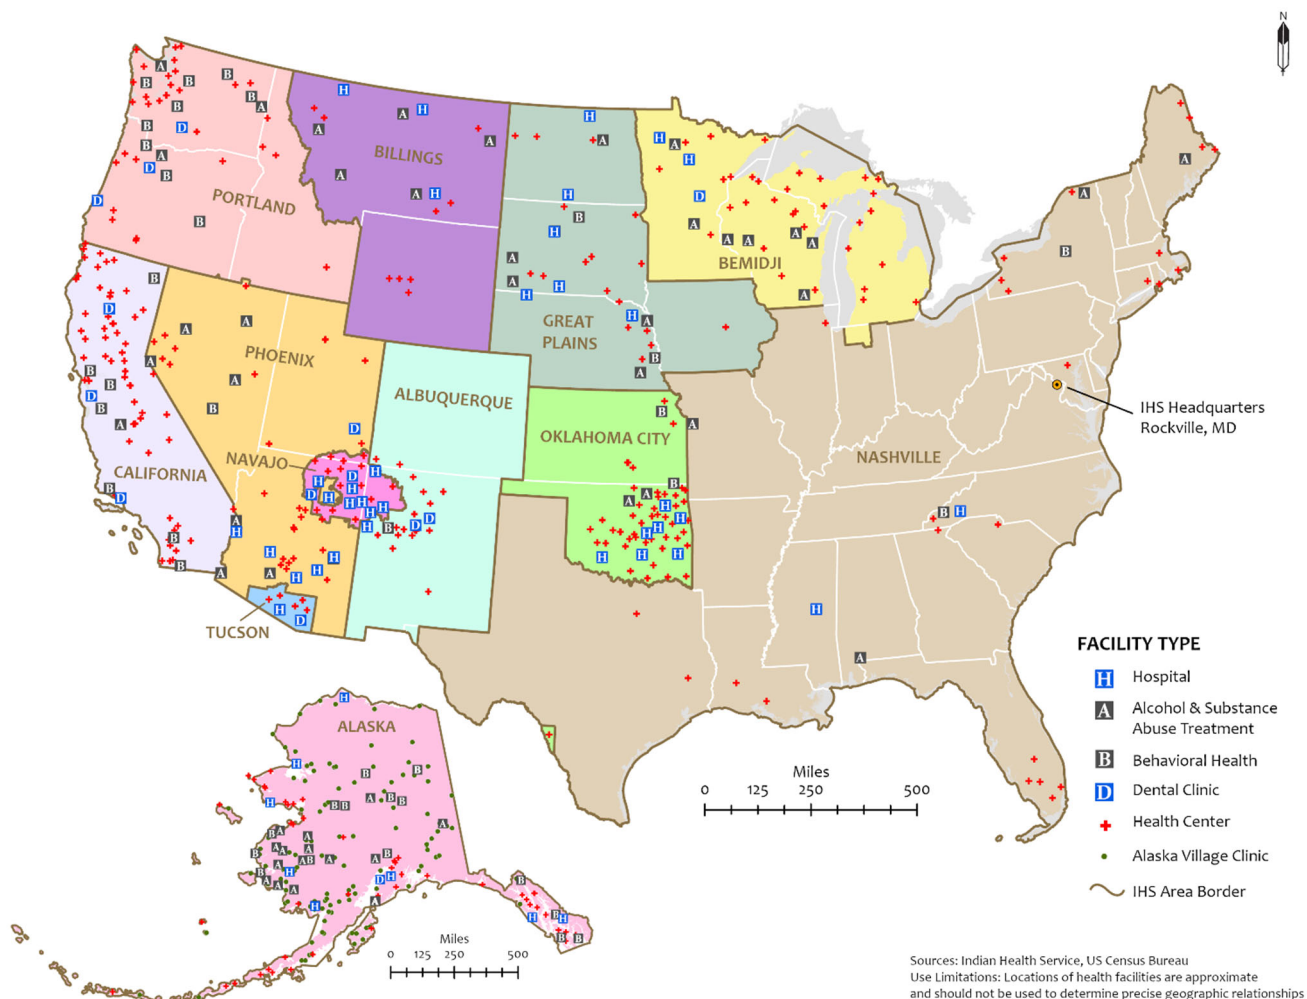 N
PORTLAND
BILLINGS
GREAT
PLAINS
BEMIDJI
PHOENIX
ALBUQUERQUE
CALIFORNIA
NAVAJO
OKLAHOMA CITY
NASHVILLE
IHS Headquarters
Rockville, MD
TUCSON
ALASKA
Miles
0 125 250 500
Miles
0 125 250 500
FACILITY TYPE
H Hospital
A Alcohol & Substance
Abuse Treatment
B Behavioral Health
D Dental Clinic
Health Center
Alaska Village Clinic
IHS Area Border
Sources: Indian Health Service, US Census Bureau
Use Limitations: Locations of health facilities are approximate
and should not be used to determine precise geographic relationships